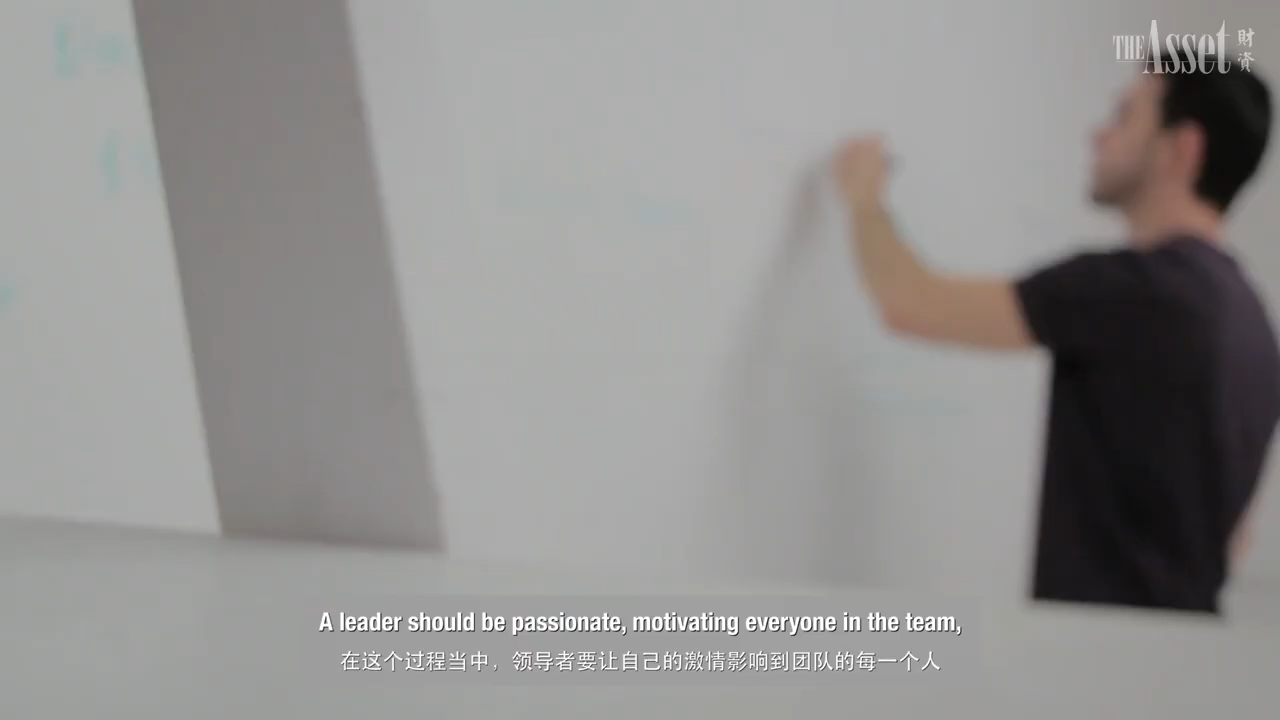 THE Asset 財資
A leader should be passionate, motivating everyone in the team,
在这个过程当中，领导者要让自己的激情影响到团队的每一个人